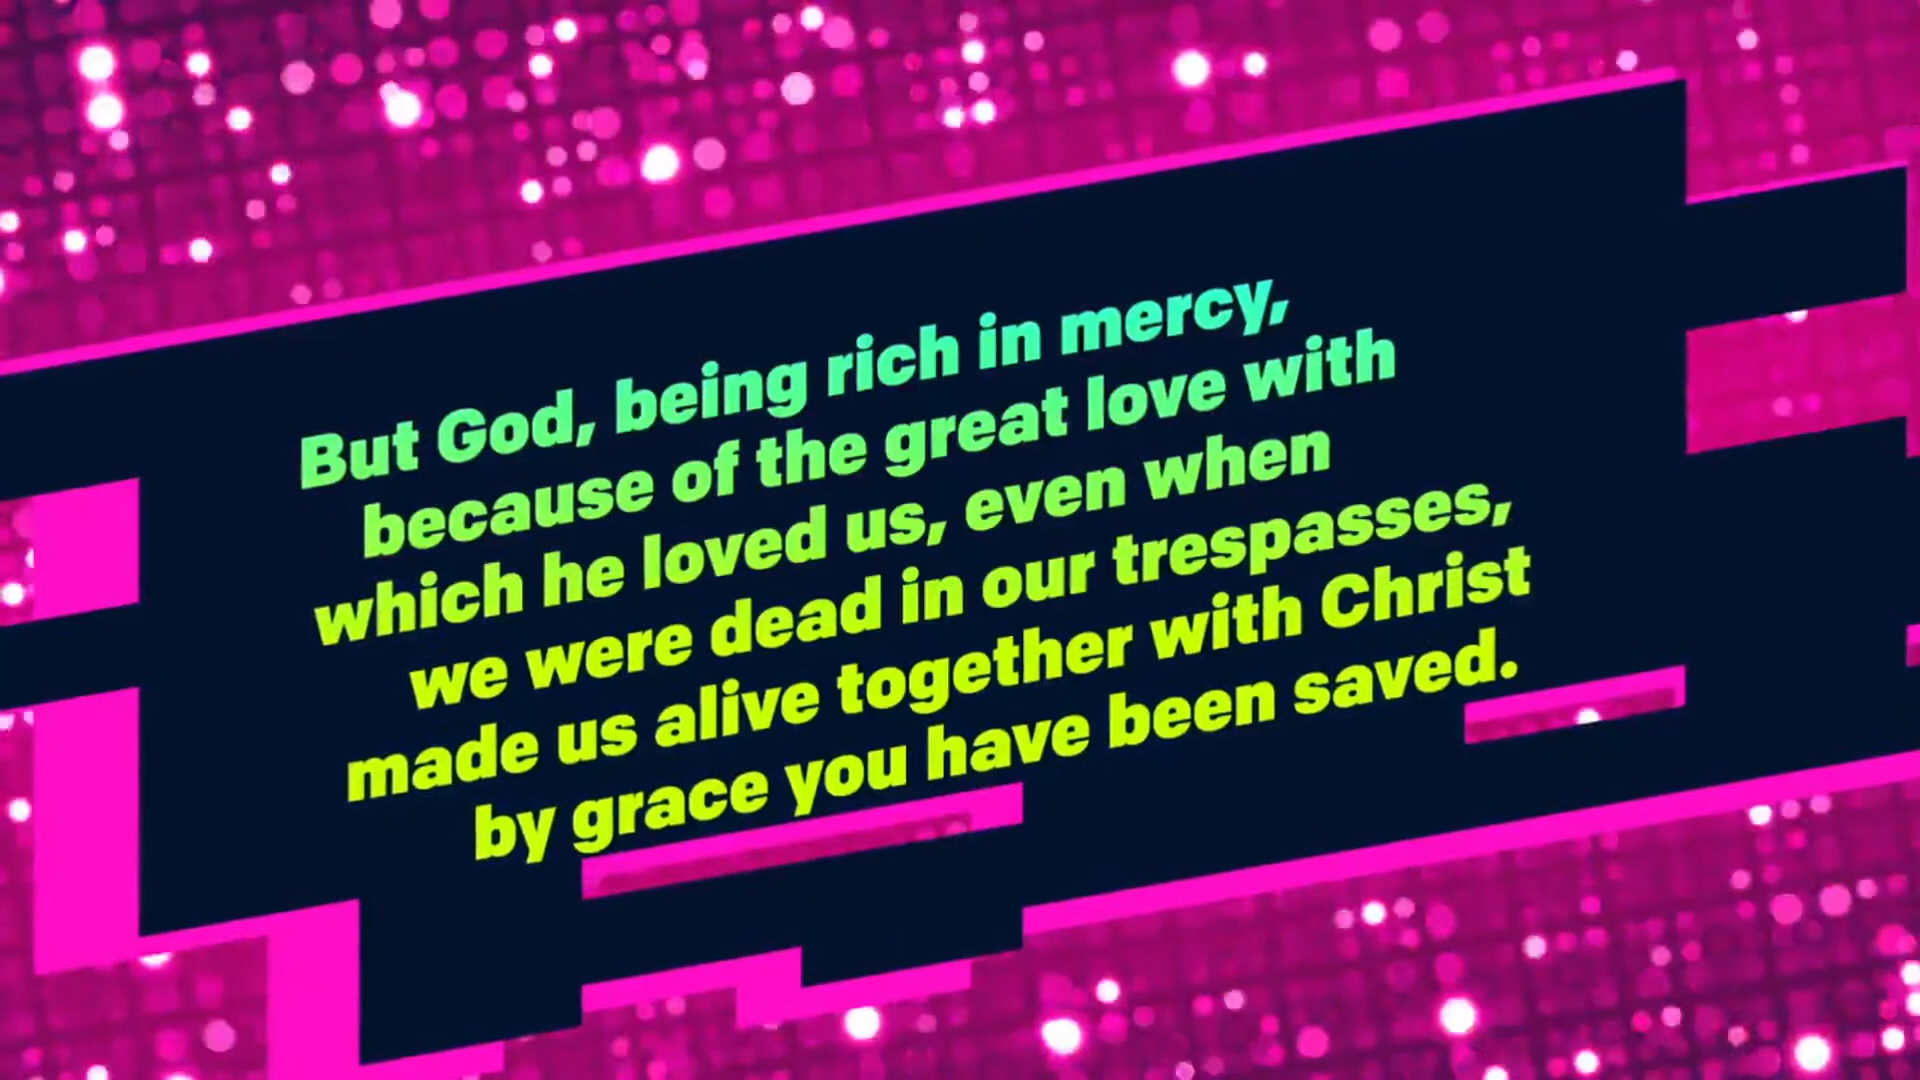 But God, being rich in mercy,
because of the great love with
which he loved us, even when
we were dead in our trespasses,
made us alive together with Christ
by grace you have been saved.